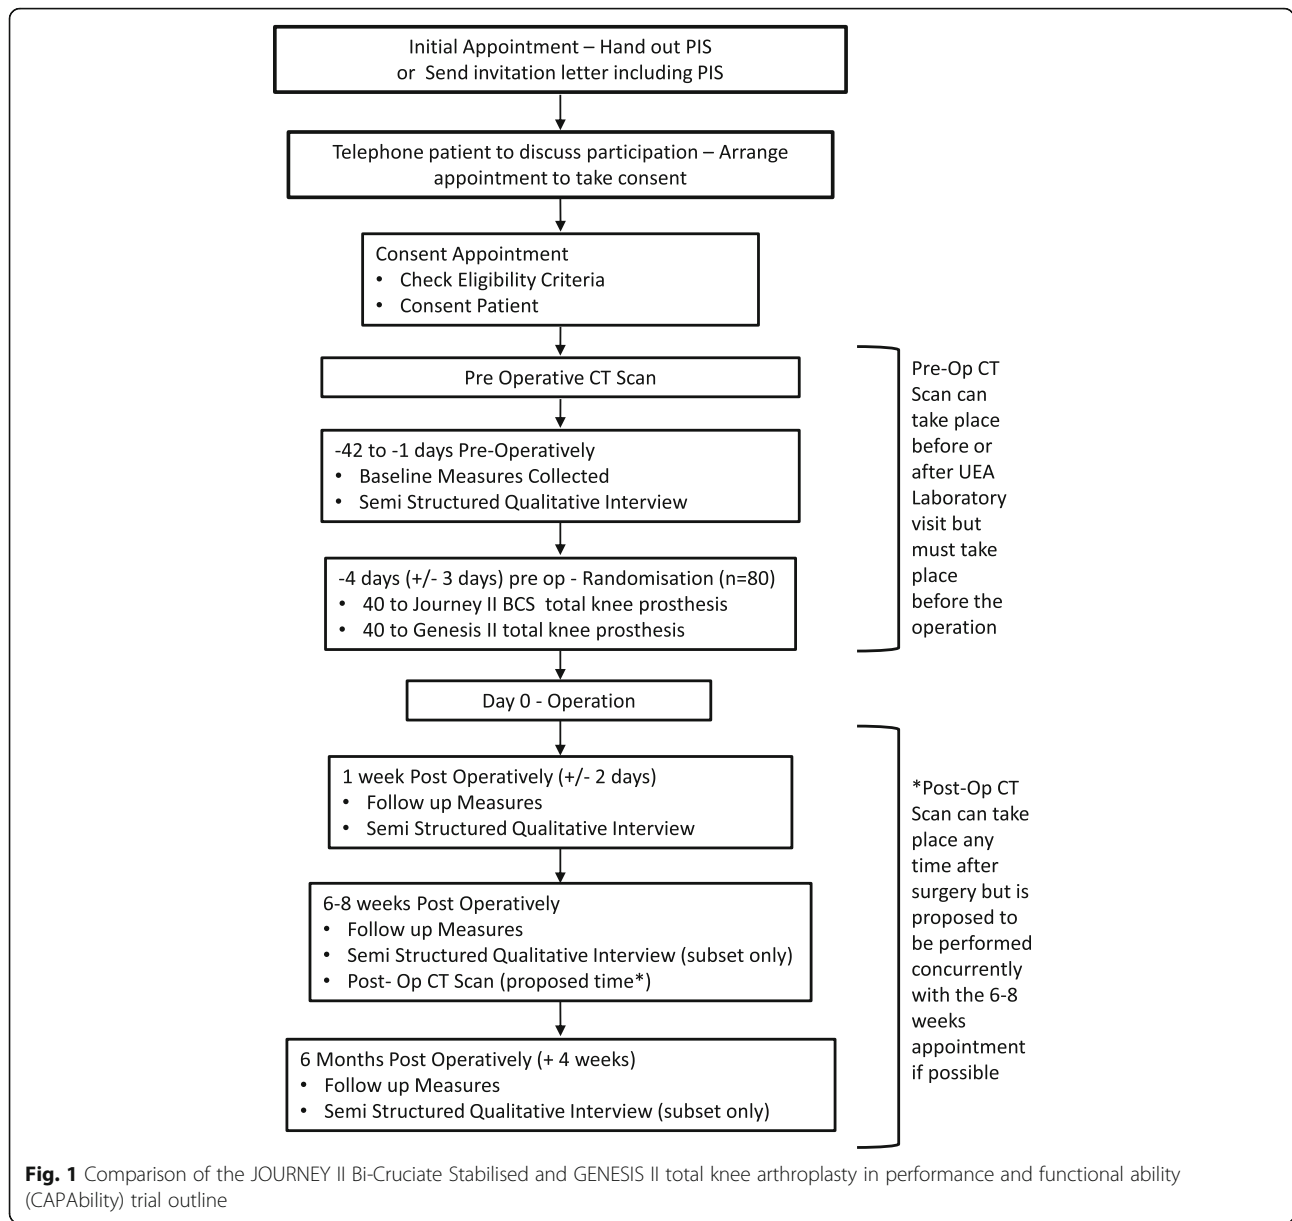 Initial Appointment – Hand out PIS
or Send invitation letter including PIS
Telephone patient to discuss participation – Arrange
appointment to take consent
Consent Appointment
• Check Eligibility Criteria
• Consent Patient
Pre Operative CT Scan
-42 to -1 days Pre-Operatively
• Baseline Measures Collected
• Semi Structured Qualitative Interview
-4 days (+/- 3 days) pre op - Randomisation (n=80)
• 40 to Journey II BCS total knee prosthesis
• 40 to Genesis II total knee prosthesis
Pre-Op CT
Scan can
take place
before or
after UEA
Laboratory
visit but
must take
place
before the
operation
Day 0 - Operation
1 week Post Operatively (+/- 2 days)
• Follow up Measures
• Semi Structured Qualitative Interview
6-8 weeks Post Operatively
• Follow up Measures
• Semi Structured Qualitative Interview (subset only)
• Post- Op CT Scan (proposed time*)
6 Months Post Operatively (+ 4 weeks)
• Follow up Measures
• Semi Structured Qualitative Interview (subset only)
*Post-Op CT
Scan can take
place any
time after
surgery but is
proposed to
be performed
concurrently
with the 6-8
weeks
appointment
if possible
Fig. 1 Comparison of the JOURNEY II Bi-Cruciate Stabilised and GENESIS II total knee arthroplasty in performance and functional ability
(CAPAbility) trial outline